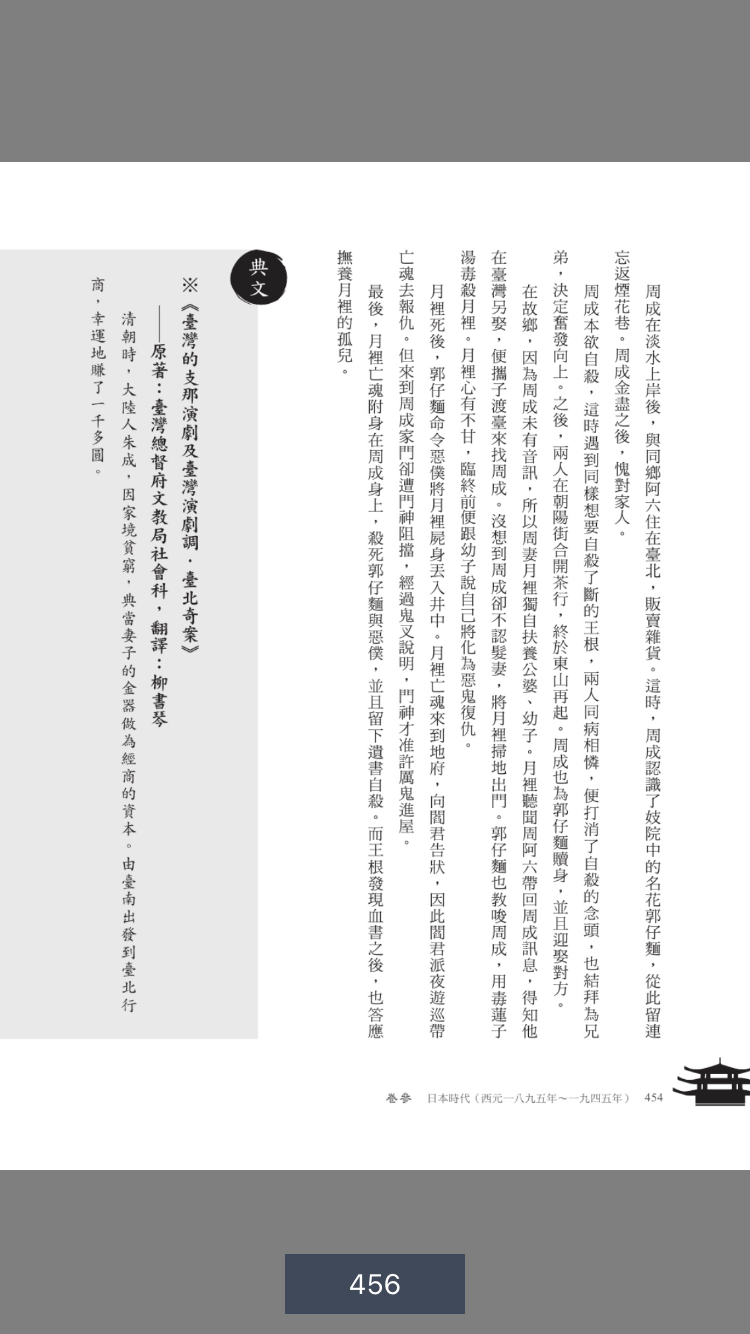 周成在淡水上岸後，與同鄉阿六住在臺北，販賣雜貨。這時，周成認識了妓院中的名花郭仔麵，從此留連
忘返煙花巷。周成金盡之後，愧對家人。
周成本欲自殺，這時遇到同樣想要自殺了斷的王根，兩人同病相憐，便打消了自殺的念頭，也結拜為兄
弟，決定奮發向上。之後，兩人在朝陽街合開茶行，終於東山再起。周成也為郭仔麵贖身，並且迎娶對方。
在故鄉，因為周成未有音訊，所以周妻月裡獨自扶養公婆、幼子。月裡聽聞周阿六帶回周成訊息，得知他
在臺灣另娶，便攜子渡臺來找周成。沒想到周成卻不認髮妻，將月裡掃地出門。郭仔麵也教唆周成，用毒蓮子
湯毒殺月裡。月裡心有不甘，臨終前便跟幼子說自己將化為惡鬼復仇。
月裡死後，郭仔麵命令惡僕將月裡屍身丟入井中。月裡亡魂來到地府，向閻君告狀，因此閻君派夜遊巡帶
亡魂去報仇。但來到周成家門卻遭門神阻擋，經過鬼叉說明，門神才准許厲鬼進屋。
最後，月裡亡魂附身在周成身上，殺死郭仔麵與惡僕，並且留下遺書自殺。而王根發現血書之後，也答應
撫養月裡的孤兒。
典文
※《臺灣的支那演劇及臺灣演劇調．臺北奇案》
——原著：臺灣總督府文教局社會科，翻譯：柳書琴
清朝時，大陸人朱成，因家境貧窮，典當妻子的金器做為經商的資本。由臺南出發到臺北行
商，幸運地賺了一千多圓。
卷參 日本時代（西元一八九五年～一九四五年） 454
456